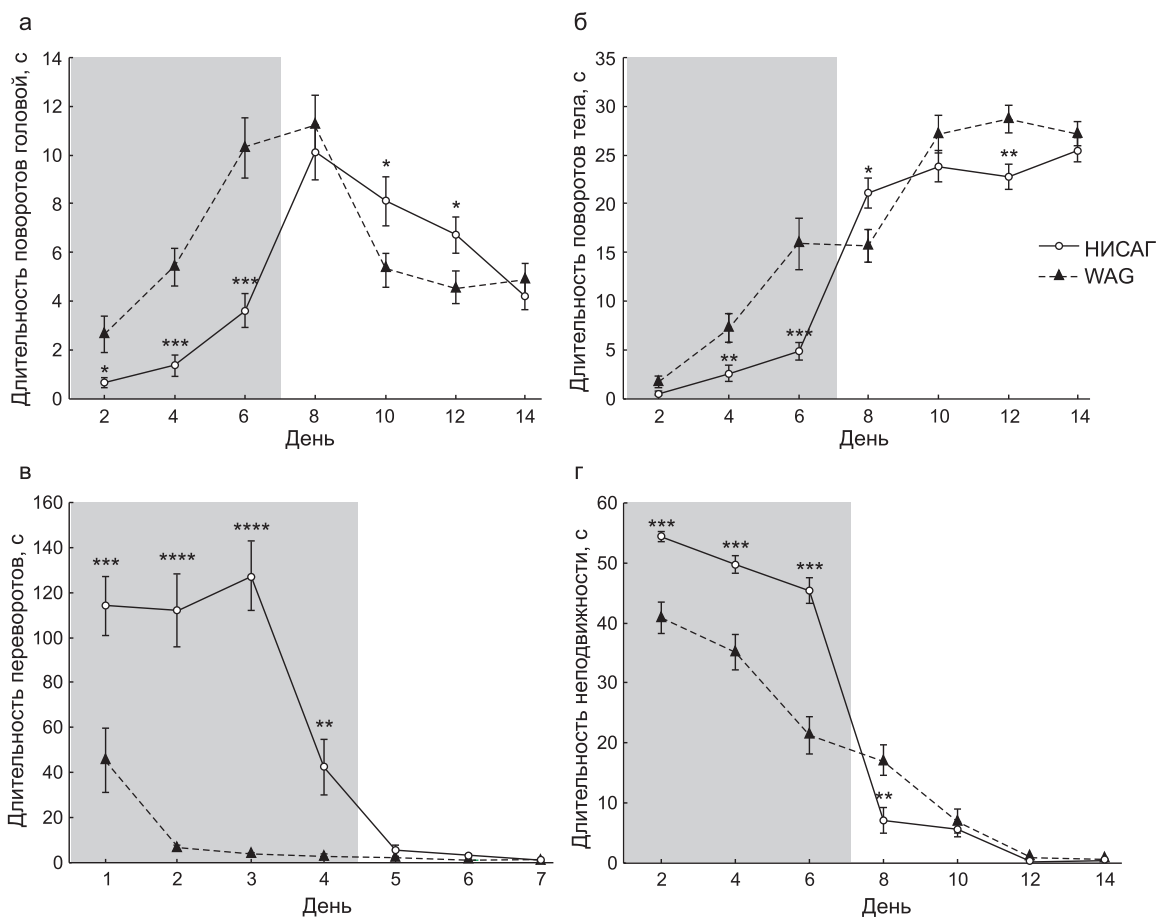 а
Длительность поворотов головой, с
14
12
10
8
6
4
2
0
*
***
***
*
*
2 4 6 8 10 12 14
День
б
Длительность поворотов тела, с
35
30
25
20
15
10
5
0
**
***
*
**
2 4 6 8 10 12 14
День
НИСАГ
WAG
в
Длительность переворотов, с
160
140
120
100
80
60
40
20
0
***
****
****
**
1 2 3 4 5 6 7
День
г
Длительность неподвижности, с
60
50
40
30
20
10
0
***
***
***
**
2 4 6 8 10 12 14
День